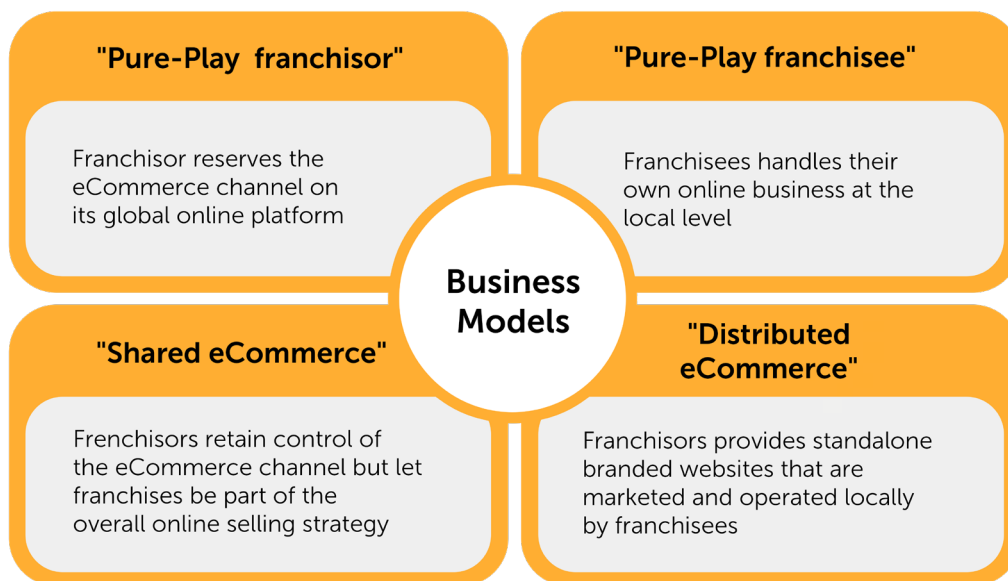 "Pure-Play  franchisor"
Franchisor reserves the
eCommerce channel on
its global online platform
"Pure-Play franchisee"
Franchisees handles their
own online business at the
local level
Business
Models
"Shared eCommerce"
Frenchisors retain control of
the eCommerce channel but let
franchises be part of the
overall online selling strategy
"Distributed
eCommerce"
Franchisors provides standalone
branded websites that are
marketed and operated locally
by franchisees